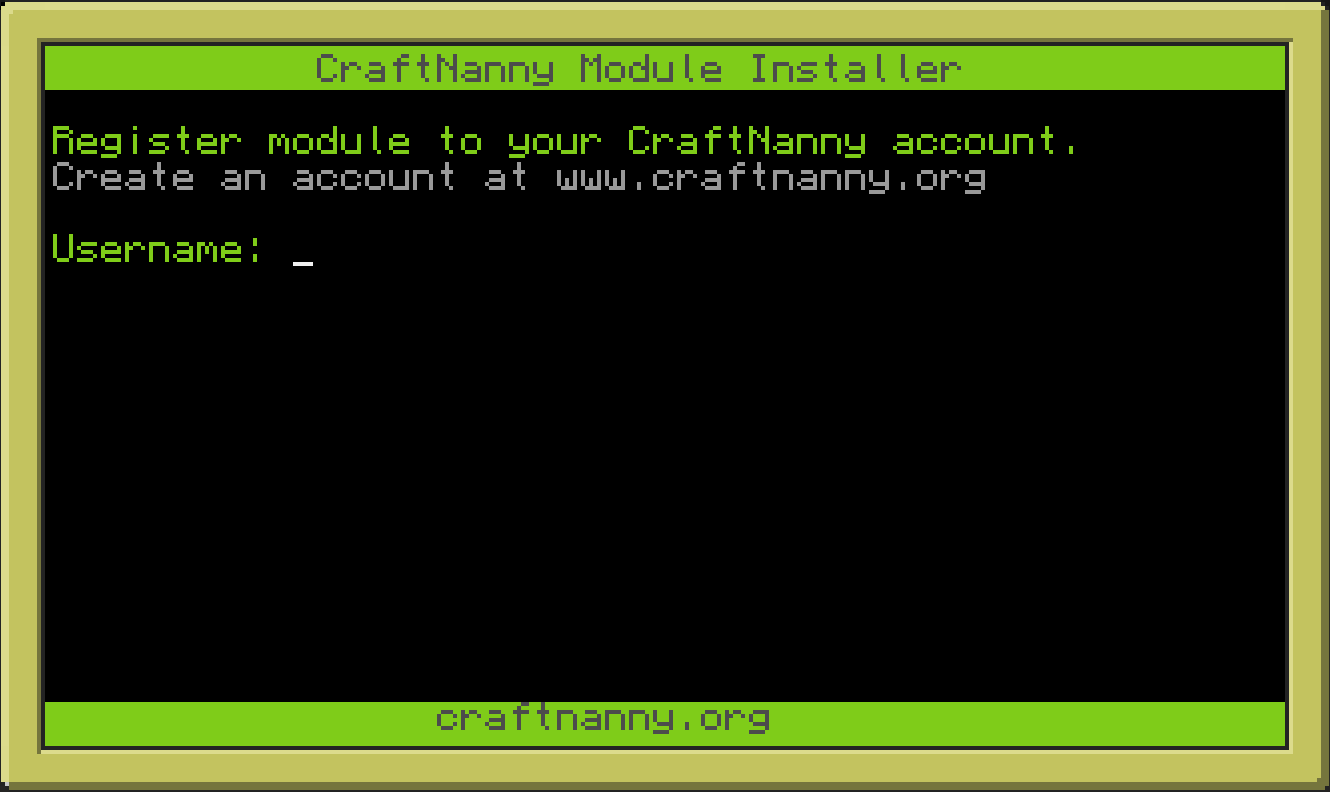 CraftNanny Module Installer
Register module to your CraftNanny account.
Create an account at www.craftnanny.org
Username: _
craftnanny.org